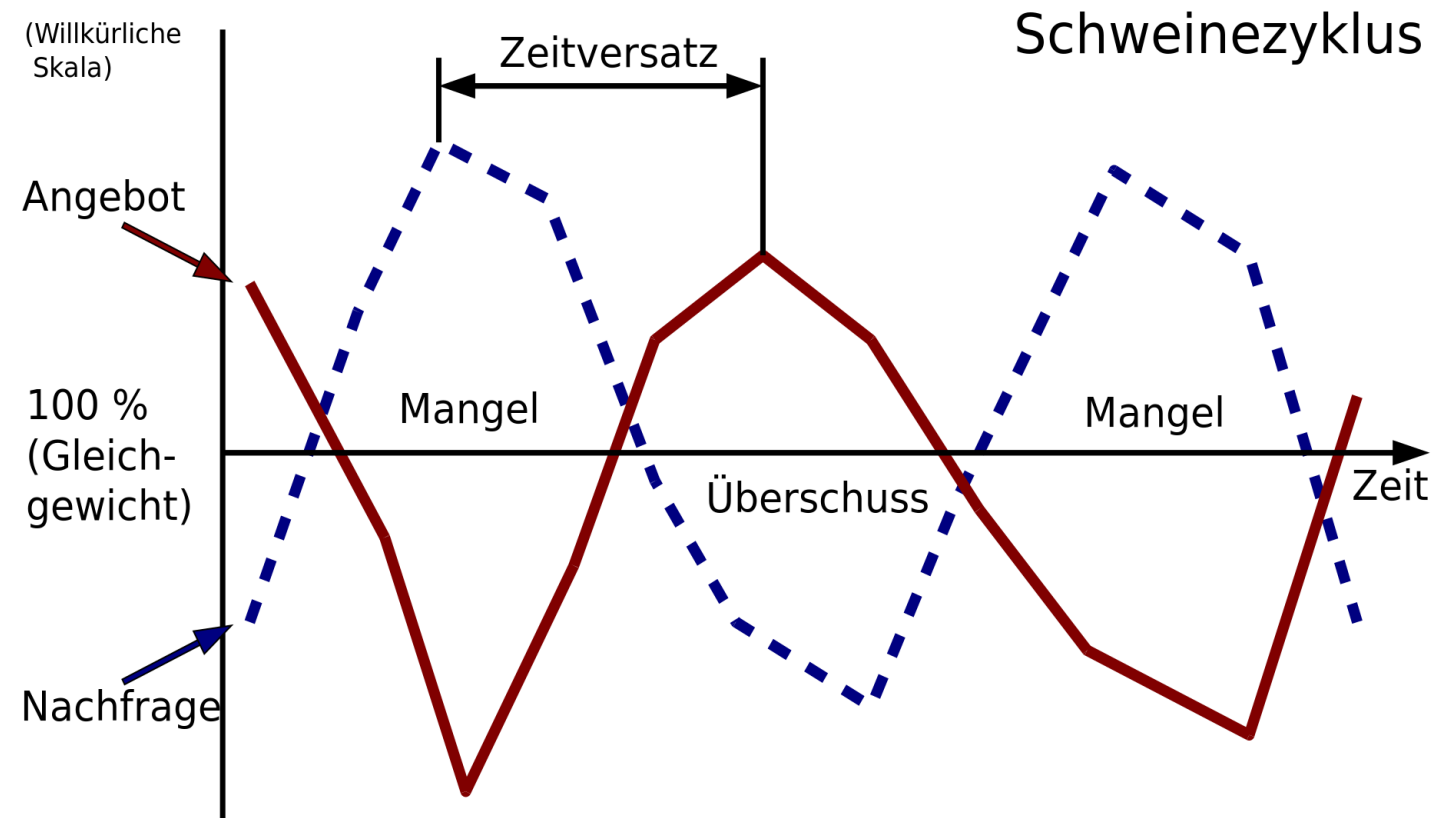 (Willkürliche
Skala)
Zeitversatz
Schweinezyklus
Angebot
100 %
(Gleich-
gewicht)
Mangel
Mangel
Überschuss
Zeit
Nachfrage